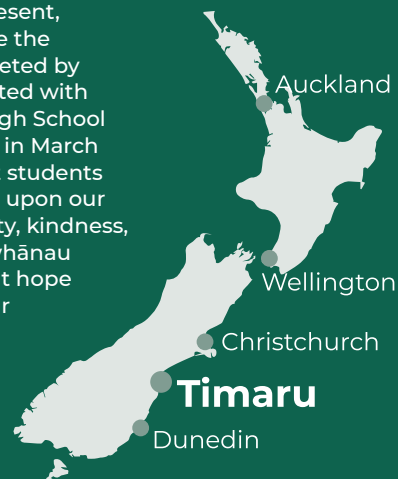 esent,
e the
eted by
ted with
gh School
in March
students
upon our
ty, kindness,
whānau
t hope
r
Auckland
Wellington
Christchurch
Timaru
Dunedin